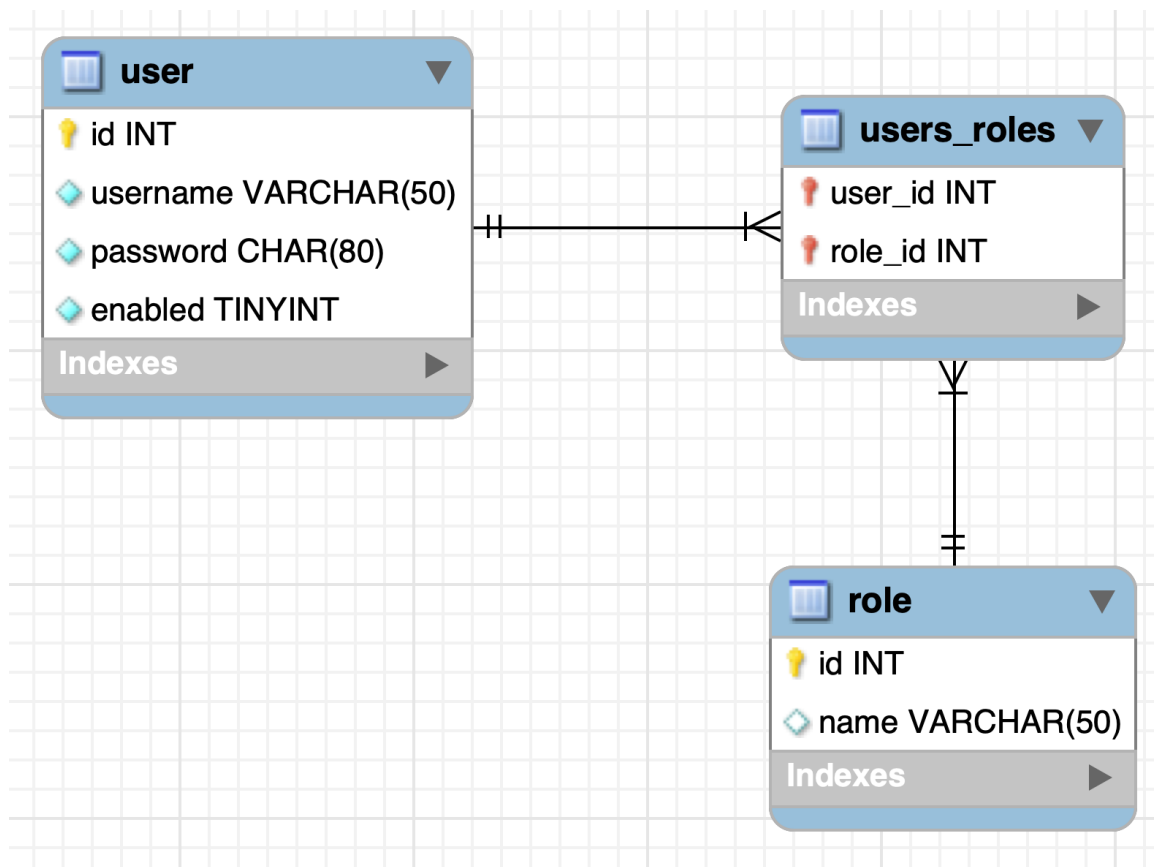 user
id INT
username VARCHAR(50)
password CHAR(80)
enabled TINYINT
Indexes
users_roles
user_id INT
role_id INT
Indexes
role
id INT
name VARCHAR(50)
Indexes